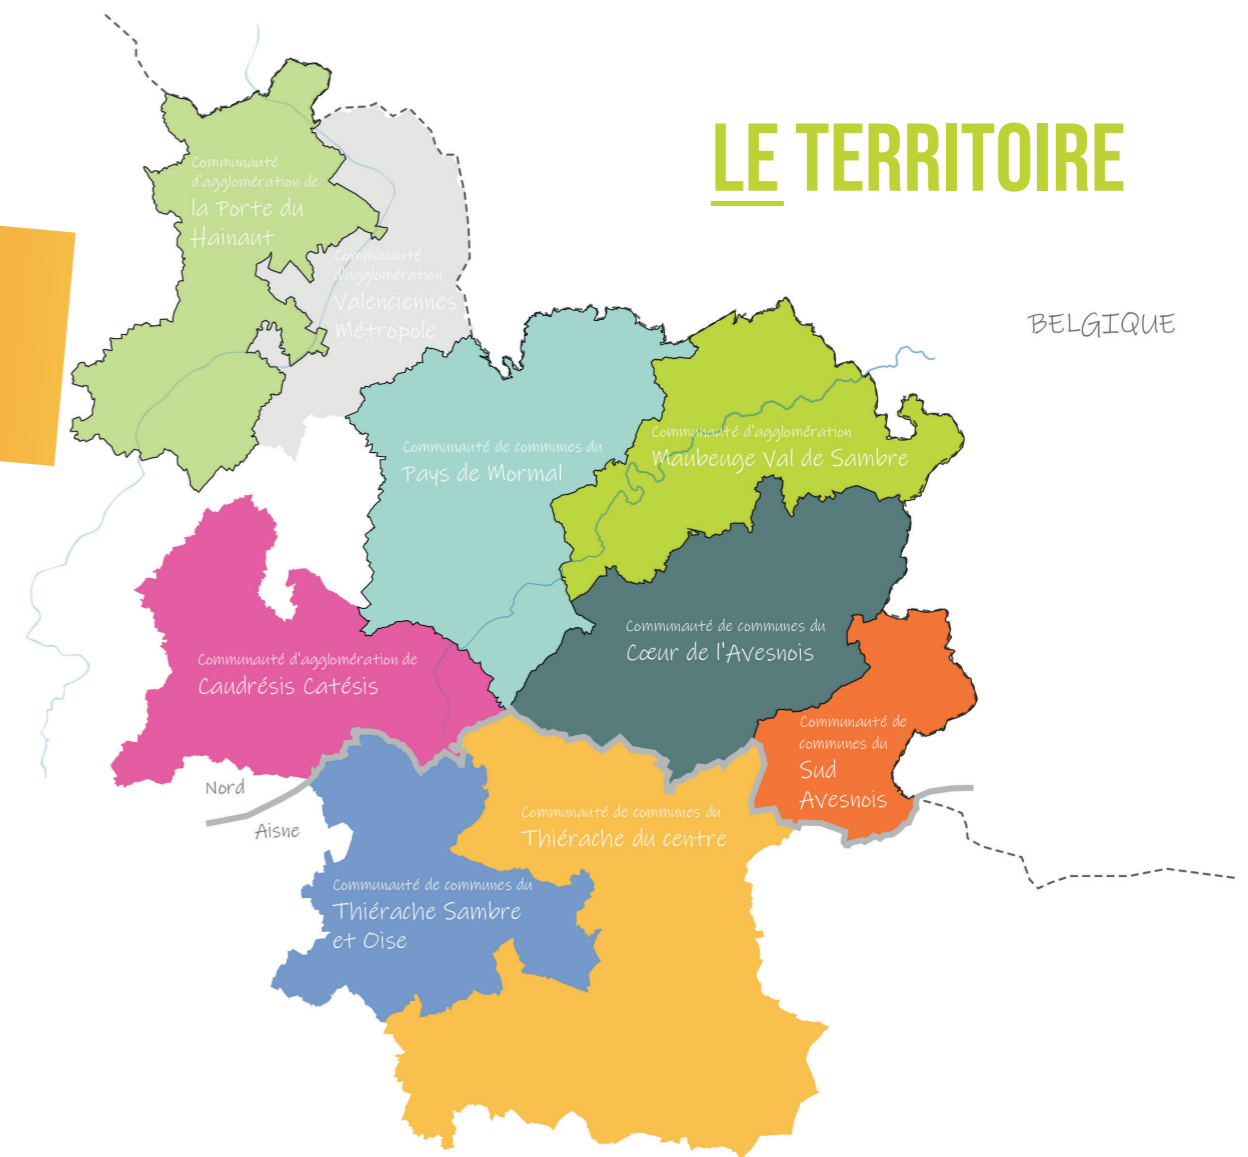 LE TERRITOIRE
Communauté
d'agglomération de
la Porte du
Hainaut
Communauté
d'agglomération
Valenciennes
Métropole
BELGIQUE
Communauté de communes du
Pays de Mormal
Communauté d'agglomération
Maubeuge Val de Sambre
Communauté de communes du
Cœur de l'Avesnois
Communauté d'agglomération de
Caudrésis Catésis
Communauté de
communes du
Sud
Avesnois
Nord
Aisne
Communauté de communes du
Thiérache du centre
Communauté de communes du
Thiérache Sambre
et Oise